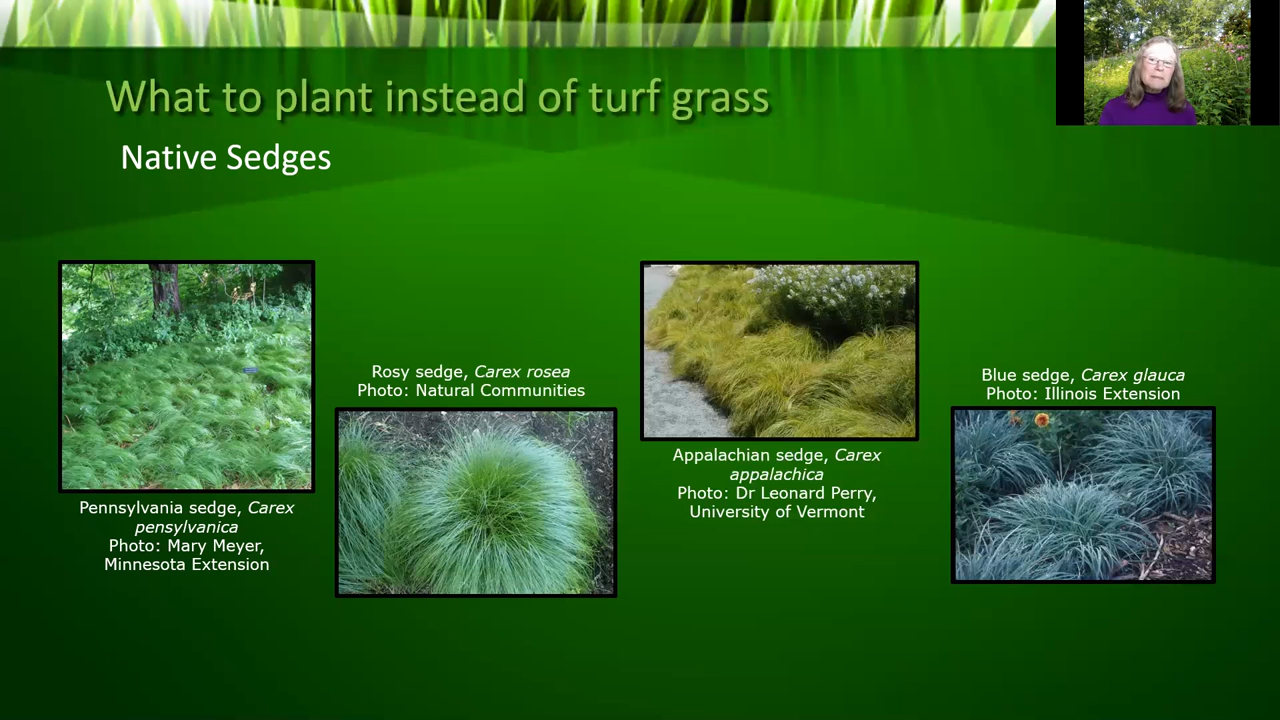 What to plant instead of turf grass
Native Sedges
Pennsylvania sedge, Carex
pensylvanica
Photo: Mary Meyer,
Minnesota Extension
Rosy sedge, Carex rosea
Photo: Natural Communities
Appalachian sedge, Carex
appalachica
Photo: Dr Leonard Perry,
University of Vermont
Blue sedge, Carex glauca
Photo: Illinois Extension